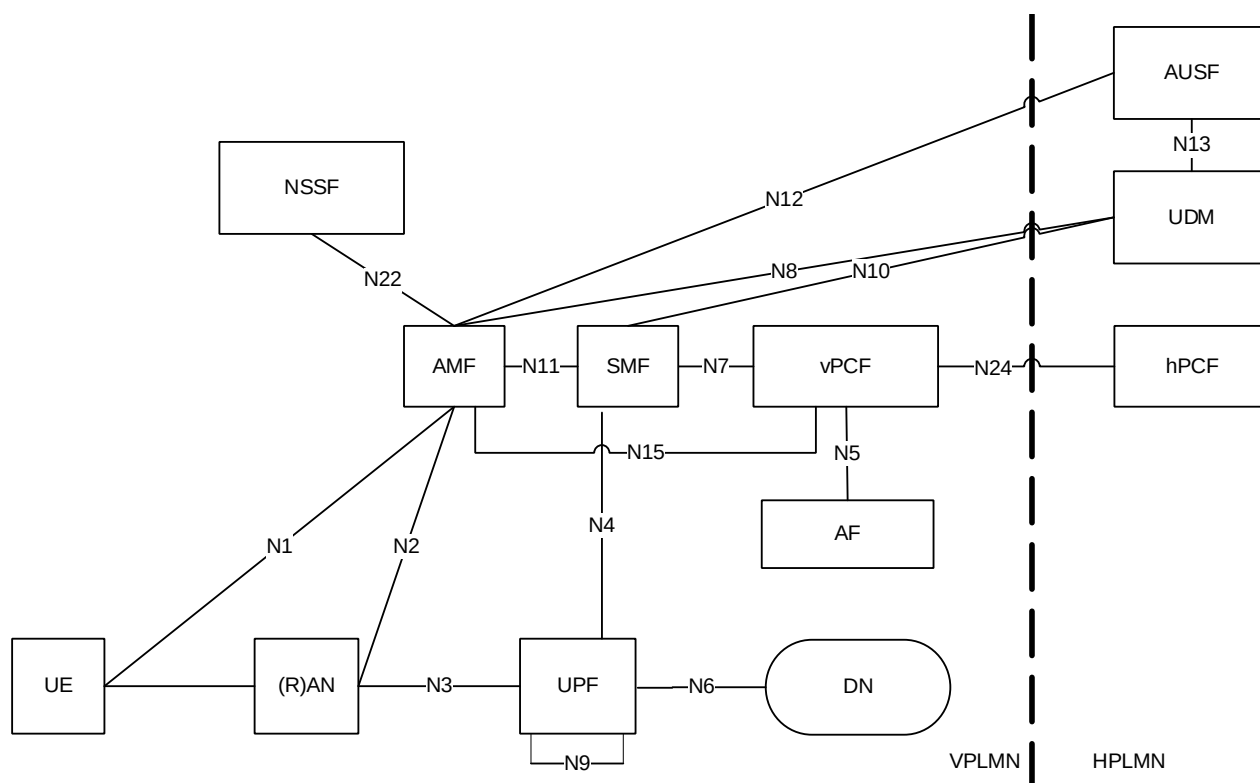 AUSF
N13
NSSF
N12
UDM
N22
N8
N10
AMF
N11
SMF
N7
vPCF
N24
hPCF
N15
N5
N4
AF
N1
N2
UE
(R)AN
N3
UPF
N6
DN
N9
VPLMN
HPLMN